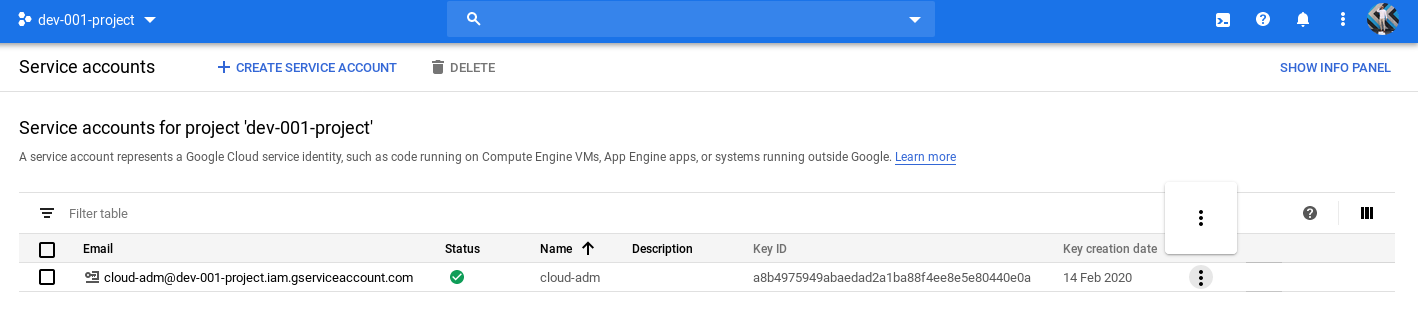 dev-001-project
Service accounts CREATE SERVICE ACCOUNT DELETE SHOW INFO PANEL
Service accounts for project 'dev-001-project'
A service account represents a Google Cloud service identity, such as code running on Compute Engine VMs, App Engine apps, or systems running outside Google. Learn more
Filter table
Email Status Name Description Key ID Key creation date
cloud-adm@dev-001-project.iam.gserviceaccount.com cloud-adm a8b4975949abaedad2a1ba88f4ee8e5e80440e0a 14 Feb 2020